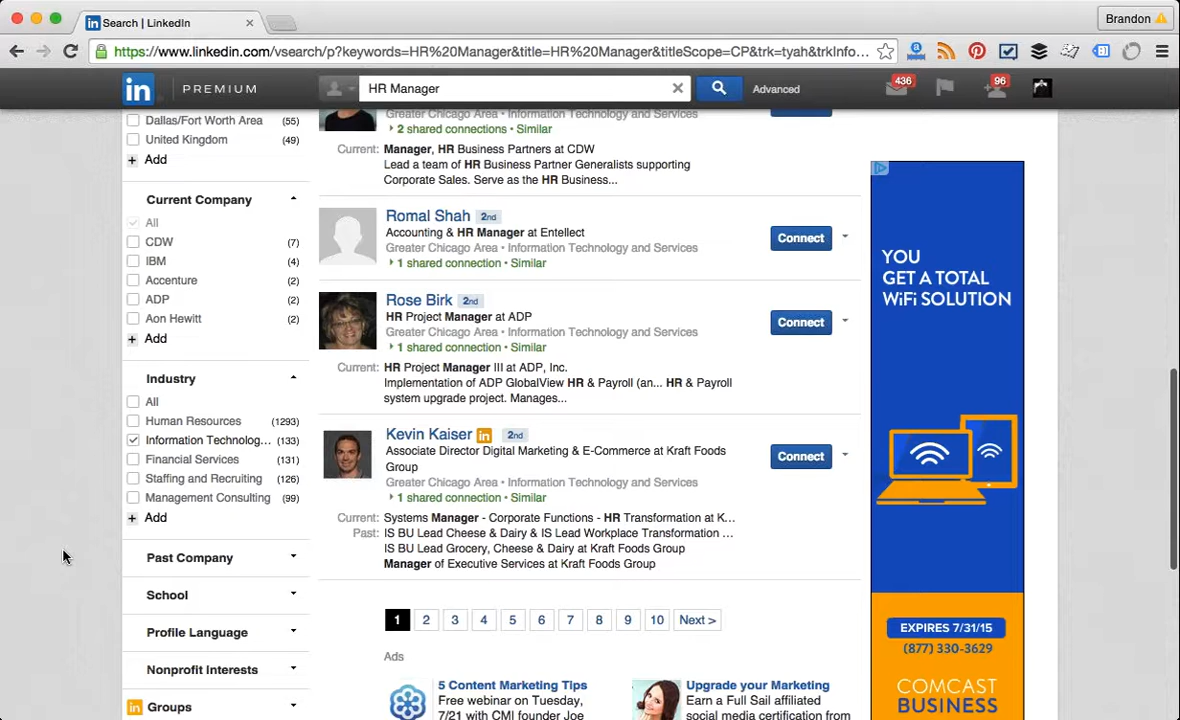 Search | LinkedIn
Brandon
https://www.linkedin.com/vsearch/p?keywords=HR%20Manager&title=HR%20Manager&titleScope=CP&trk=tyah&trkInfo...
in PREMIUM
HR Manager
Advanced
436
96
Dallas/Fort Worth Area (55)
United Kingdom (49)
+ Add
Current Company
All
CDW (7)
IBM (4)
Accenture (2)
ADP (2)
Aon Hewitt (2)
+ Add
Industry
All
Human Resources (1293)
Information Technolog... (133)
Financial Services (131)
Staffing and Recruiting (126)
Management Consulting (99)
+ Add
Past Company
School
Profile Language
Nonprofit Interests
in Groups
Greater Chicago Area • Information Technology and Services
2 shared connections • Similar
Current: Manager, HR Business Partners at CDW
Lead a team of HR Business Partner Generalists supporting
Corporate Sales. Serve as the HR Business...
Romal Shah 2nd
Accounting & HR Manager at Entellect
Greater Chicago Area • Information Technology and Services
1 shared connection • Similar
Connect
Rose Birk 2nd
HR Project Manager at ADP
Greater Chicago Area • Information Technology and Services
1 shared connection • Similar
Connect
Current: HR Project Manager III at ADP, Inc.
Implementation of ADP GlobalView HR & Payroll (an... HR & Payroll
system upgrade project. Manages...
Kevin Kaiser in 2nd
Associate Director Digital Marketing & E-Commerce at Kraft Foods
Group
Greater Chicago Area • Information Technology and Services
1 shared connection • Similar
Connect
Current: Systems Manager - Corporate Functions - HR Transformation at K...
Past: IS BU Lead Cheese & Dairy & IS Lead Workplace Transformation ...
IS BU Lead Grocery, Cheese & Dairy at Kraft Foods Group
Manager of Executive Services at Kraft Foods Group
1 2 3 4 5 6 7 8 9 10 Next >
Ads
5 Content Marketing Tips
Free webinar on Tuesday,
7/21 with CMI founder Joe
Upgrade your Marketing
Earn a Full Sail affiliated
social media certification from
YOU
GET A TOTAL
WiFi SOLUTION
EXPIRES 7/31/15
(877) 330-3629
COMCAST
BUSINESS